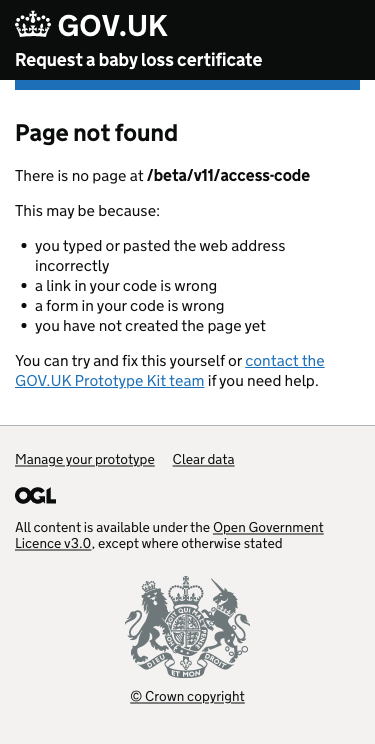 GOV.UK
Request a baby loss certificate
Page not found
There is no page at /beta/v11/access-code
This may be because:
• you typed or pasted the web address
incorrectly
• a link in your code is wrong
• a form in your code is wrong
• you have not created the page yet
You can try and fix this yourself or contact the
GOV.UK Prototype Kit team if you need help.
Manage your prototype Clear data
OGL
All content is available under the Open Government
Licence v3.0, except where otherwise stated
DIEU ET MON DROIT
© Crown copyright